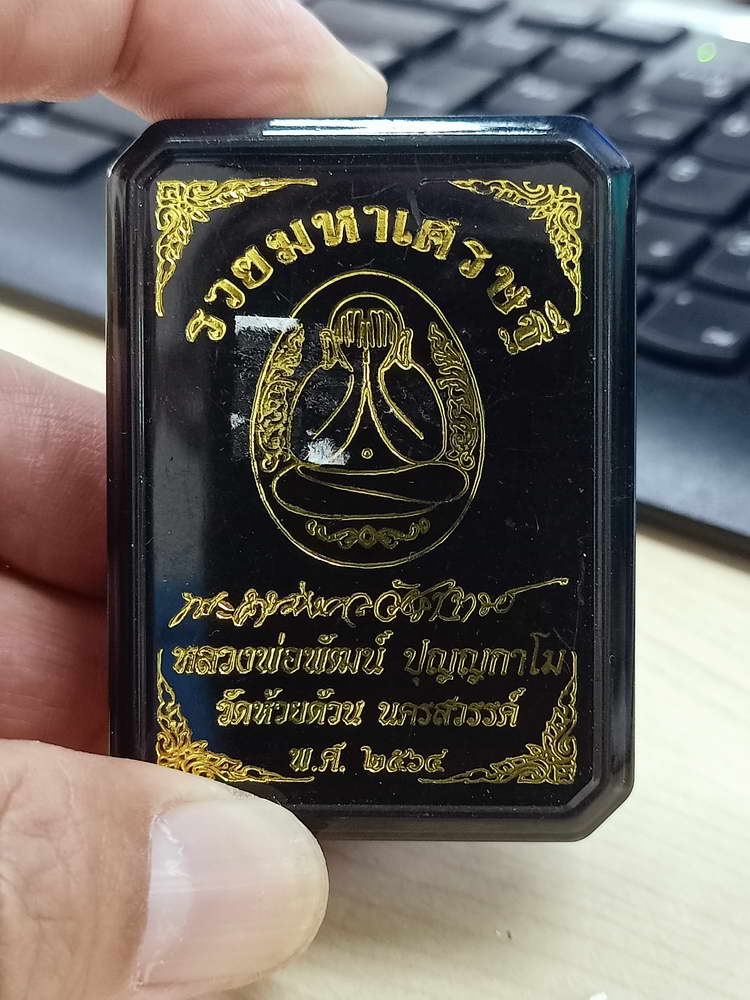 รวยมหาเศรษฐี
หลวงพ่อพัฒน์ ปุญญกาโม
วัดห้วยด้วน นครสวรรค์
พ.ศ. ๒๕๖๔